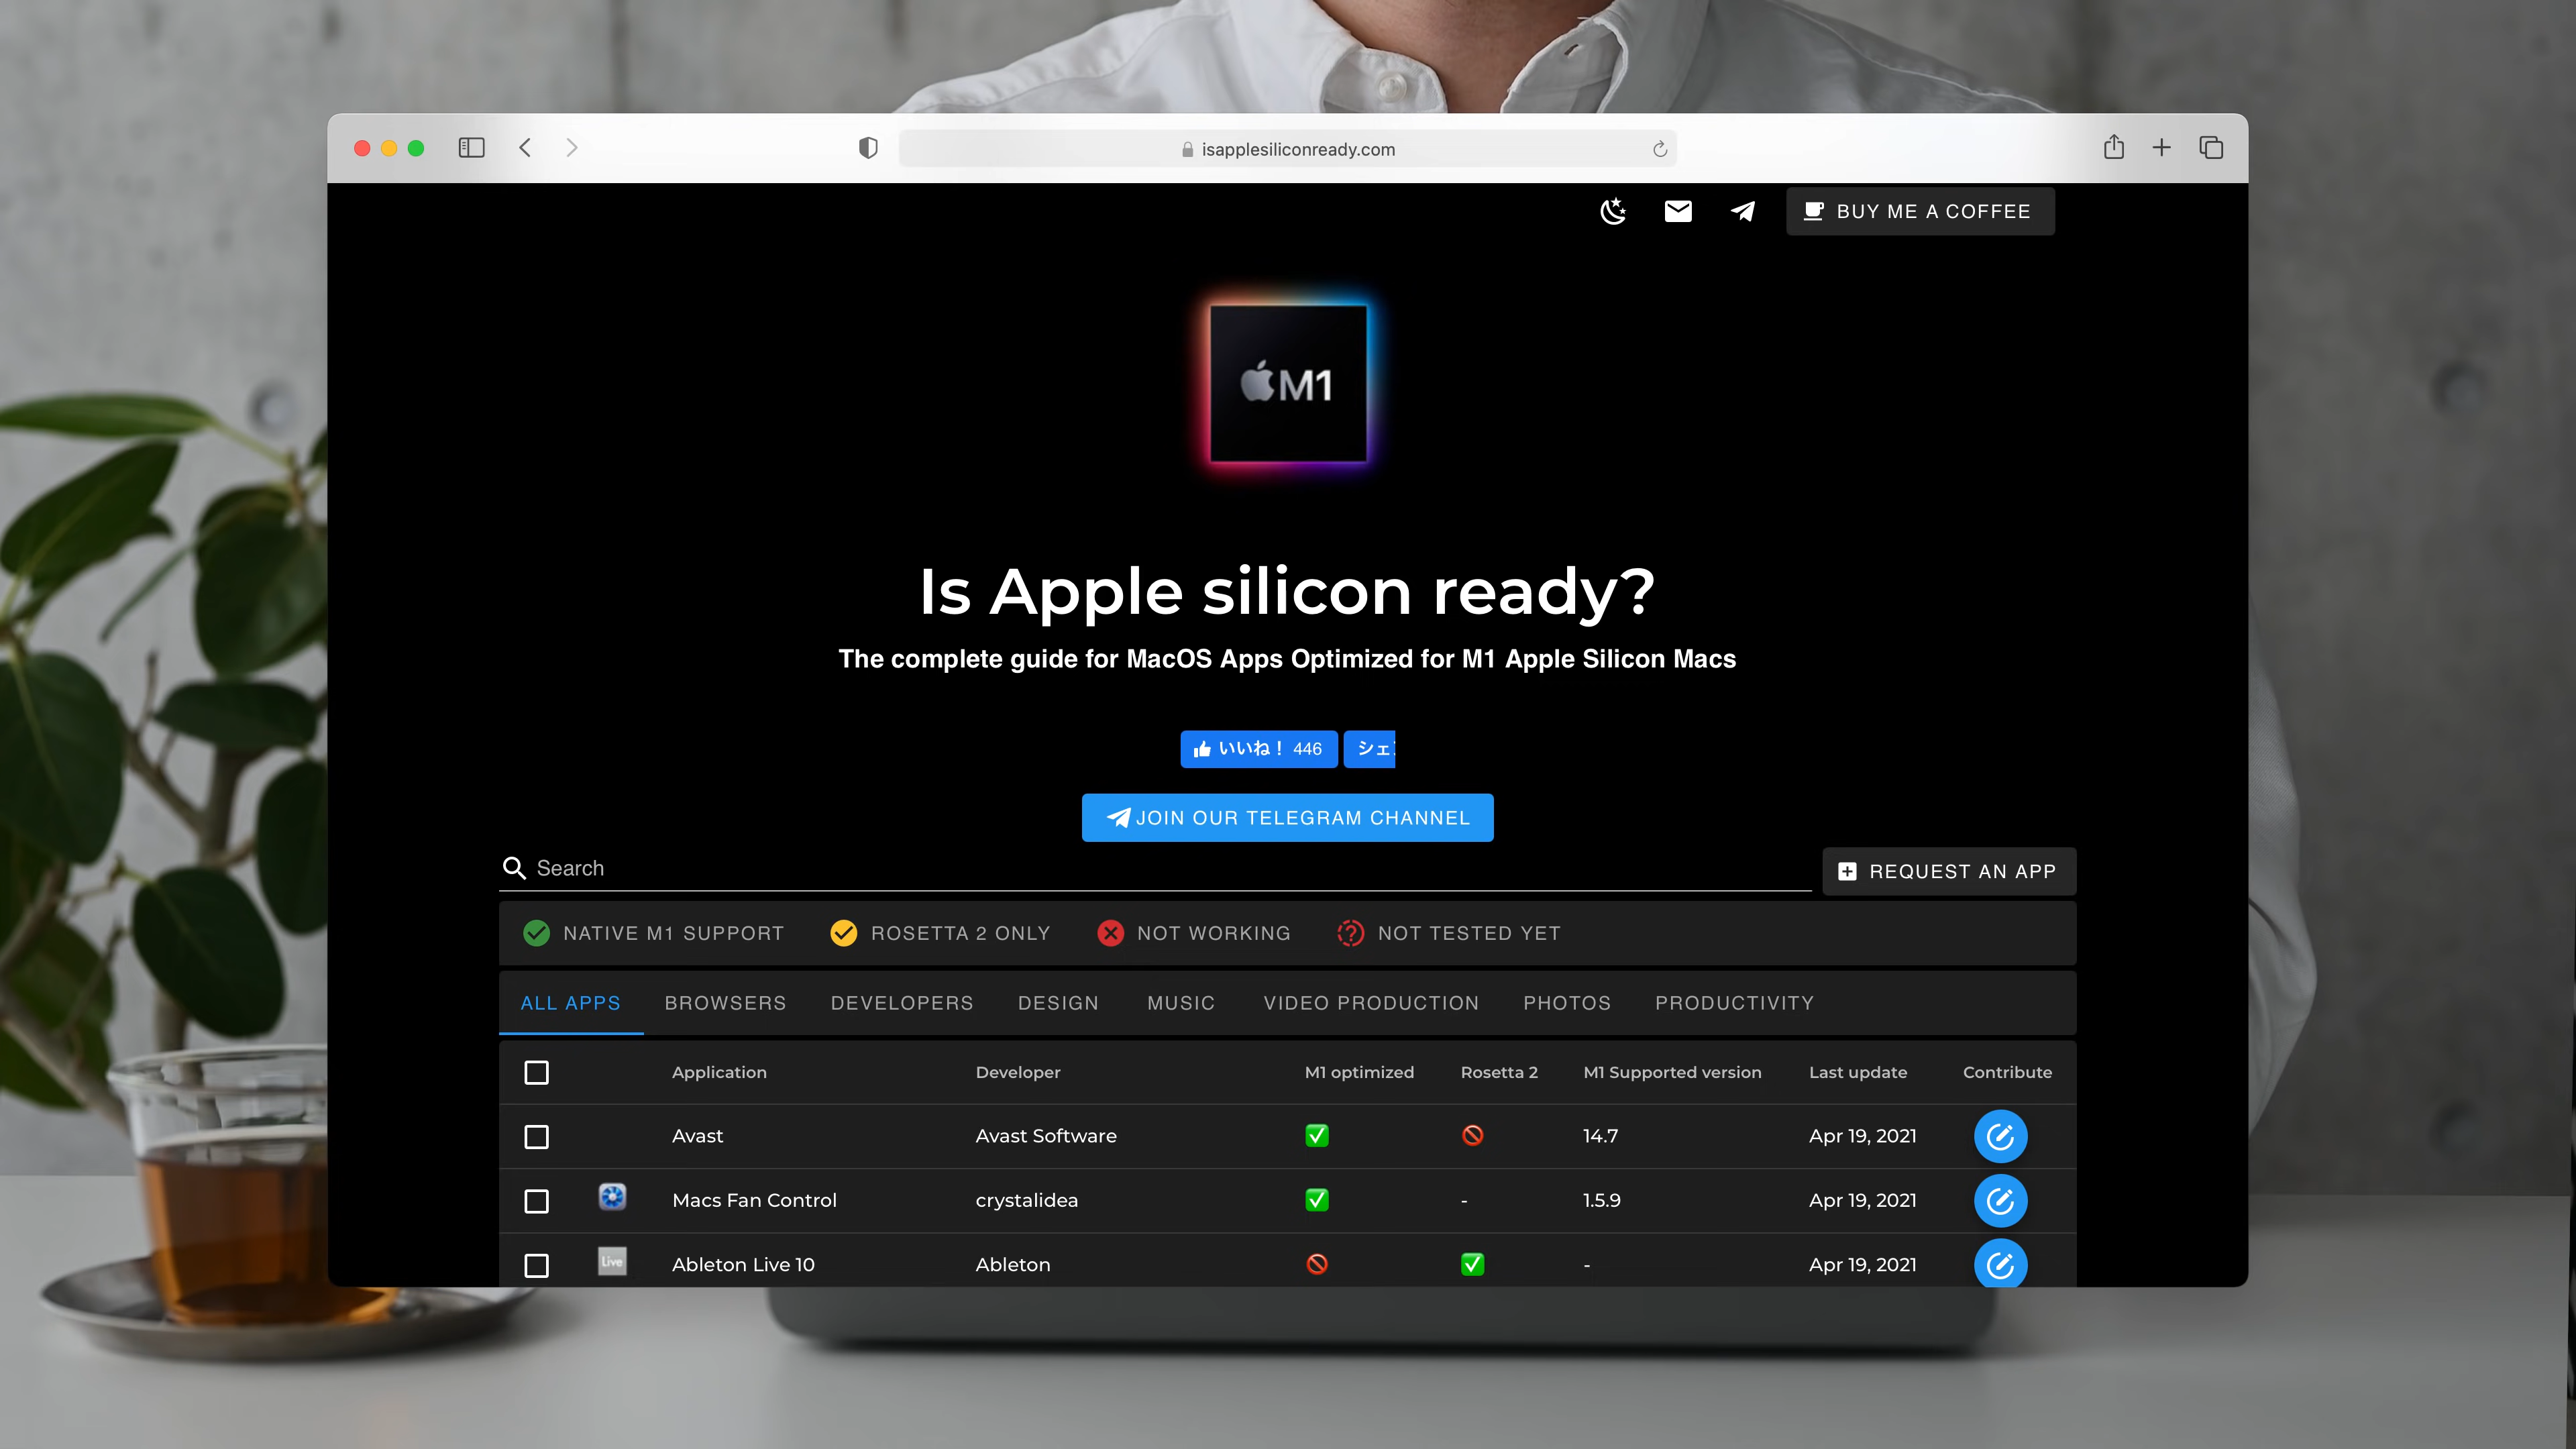 isapplesiliconready.com
BUY ME A COFFEE
M1
Is Apple silicon ready?
The complete guide for MacOS Apps Optimized for M1 Apple Silicon Macs
いいね！ 446
シェ
JOIN OUR TELEGRAM CHANNEL
Search
REQUEST AN APP
NATIVE M1 SUPPORT ROSETTA 2 ONLY NOT WORKING NOT TESTED YET
ALL APPS BROWSERS DEVELOPERS DESIGN MUSIC VIDEO PRODUCTION PHOTOS PRODUCTIVITY
Application Developer M1 optimized Rosetta 2 M1 Supported version Last update Contribute
Avast Avast Software 14.7 Apr 19, 2021
Macs Fan Control crystalidea - 1.5.9 Apr 19, 2021
Live Ableton Live 10 Ableton - Apr 19, 2021